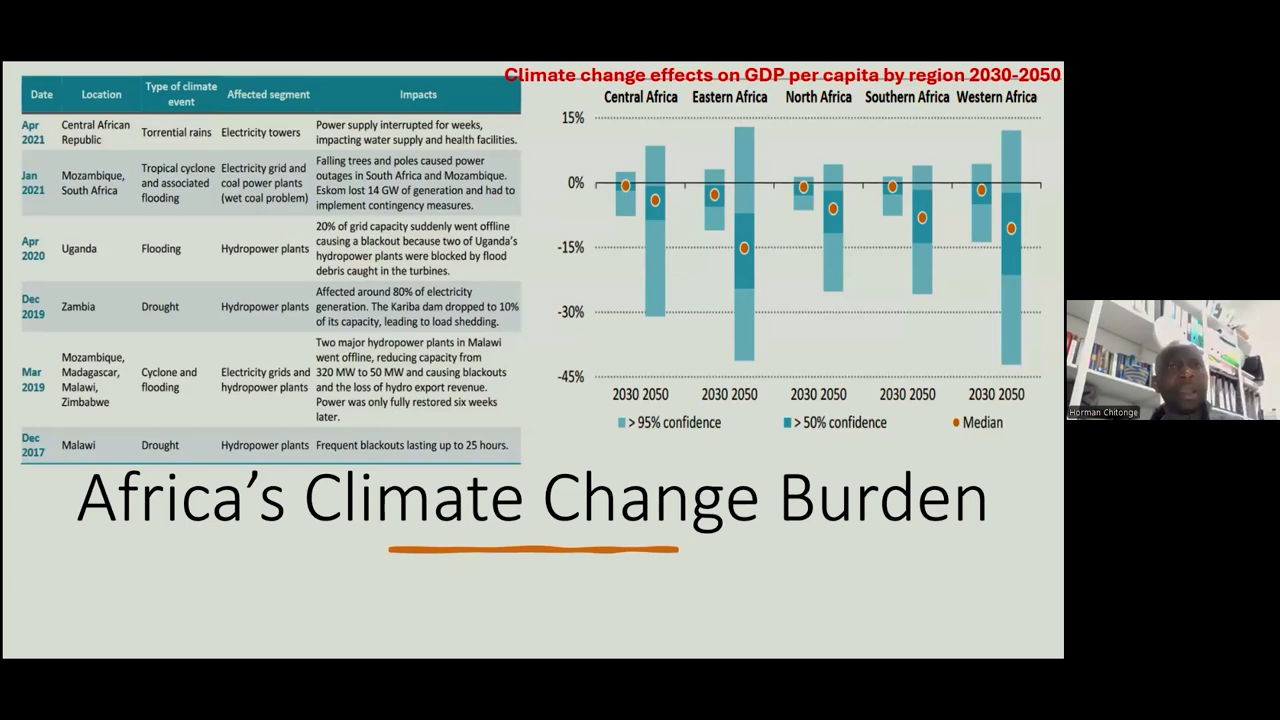 Climate change effects on GDP per capita by region 2030-2050
Date Location Type of climate event Affected segment Impacts
Apr 2021
Central African Republic
Torrential rains
Electricity towers
Power supply interrupted for weeks,
impacting water supply and health facilities.
Jan 2021
Mozambique,
South Africa
Tropical cyclone
and associated
flooding
Electricity grid and
coal power plants
(wet coal problem)
Falling trees and poles caused power
outages in South Africa and Mozambique.
Eskom lost 14 GW of generation and had to
implement contingency measures.
Apr 2020
Uganda
Flooding
Hydropower plants
20% of grid capacity suddenly went offline
causing a blackout because two of Uganda's
hydropower plants were blocked by flood
debris caught in the turbines.
Dec 2019
Zambia
Drought
Hydropower plants
Affected around 80% of electricity
generation. The Kariba dam dropped to 10%
of its capacity, leading to load shedding.
Mar 2019
Mozambique,
Madagascar,
Malawi,
Zimbabwe
Cyclone and
flooding
Electricity grids and
hydropower plants
Two major hydropower plants in Malawi
went offline, reducing capacity from
320 MW to 50 MW and causing blackouts
and the loss of hydro export revenue.
Power was only fully restored six weeks
later.
Dec 2017
Malawi
Drought
Hydropower plants
Frequent blackouts lasting up to 25 hours.
Central Africa Eastern Africa North Africa Southern Africa Western Africa
15%
0%
-15%
-30%
-45%
2030 2050 2030 2050 2030 2050 2030 2050 2030 2050
> 95% confidence > 50% confidence Median
Africa's Climate Change Burden
Horman Chitonge